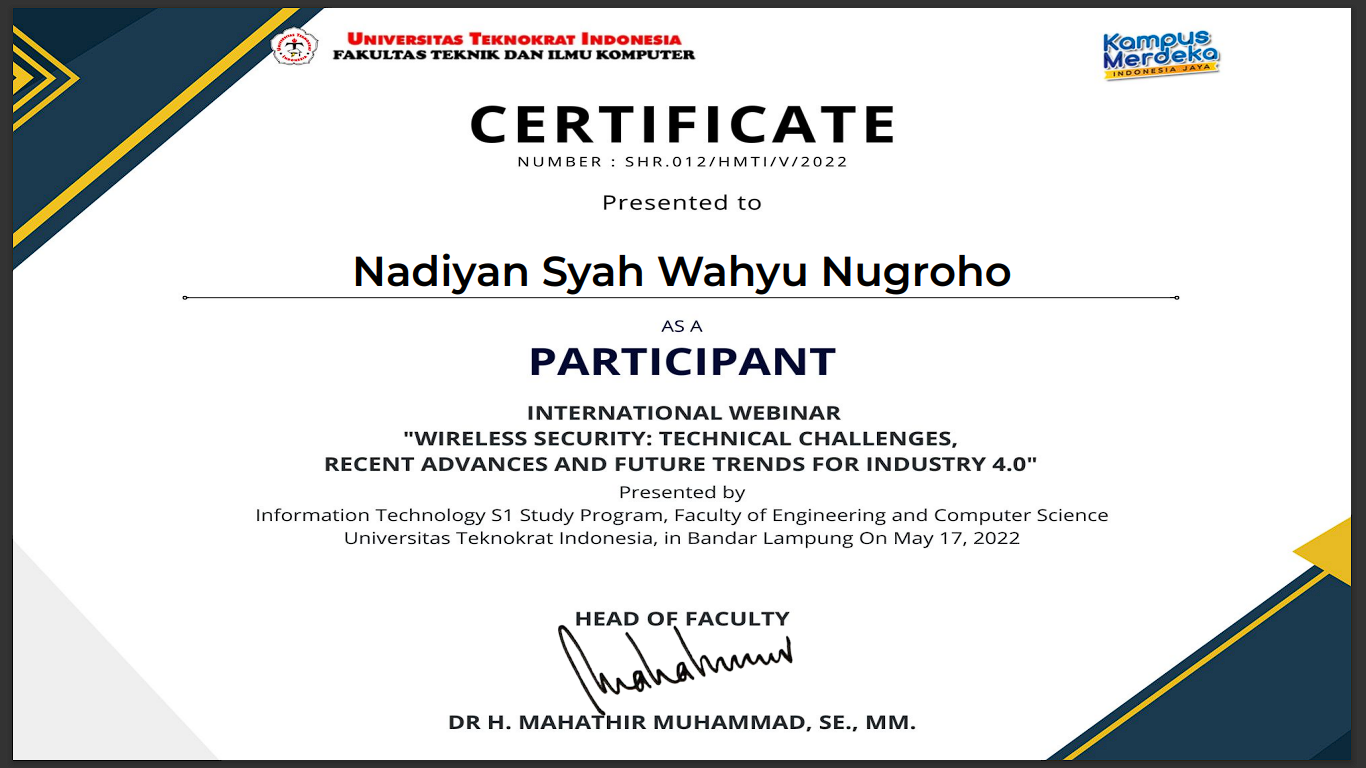 UNIVERSITAS TEKNOKRAT INDONESIA
FAKULTAS TEKNIK DAN ILMU KOMPUTER
Kampus
Merdeka
INDONESIA JAYA
CERTIFICATE
NUMBER : SHR.012/HMTI/V/2022
Presented to
Nadiyan Syah Wahyu Nugroho
AS A
PARTICIPANT
INTERNATIONAL WEBINAR
"WIRELESS SECURITY: TECHNICAL CHALLENGES,
RECENT ADVANCES AND FUTURE TRENDS FOR INDUSTRY 4.0"
Presented by
Information Technology S1 Study Program, Faculty of Engineering and Computer Science
Universitas Teknokrat Indonesia, in Bandar Lampung On May 17, 2022
HEAD OF FACULTY
DR H. MAHATHIR MUHAMMAD, SE., MM.